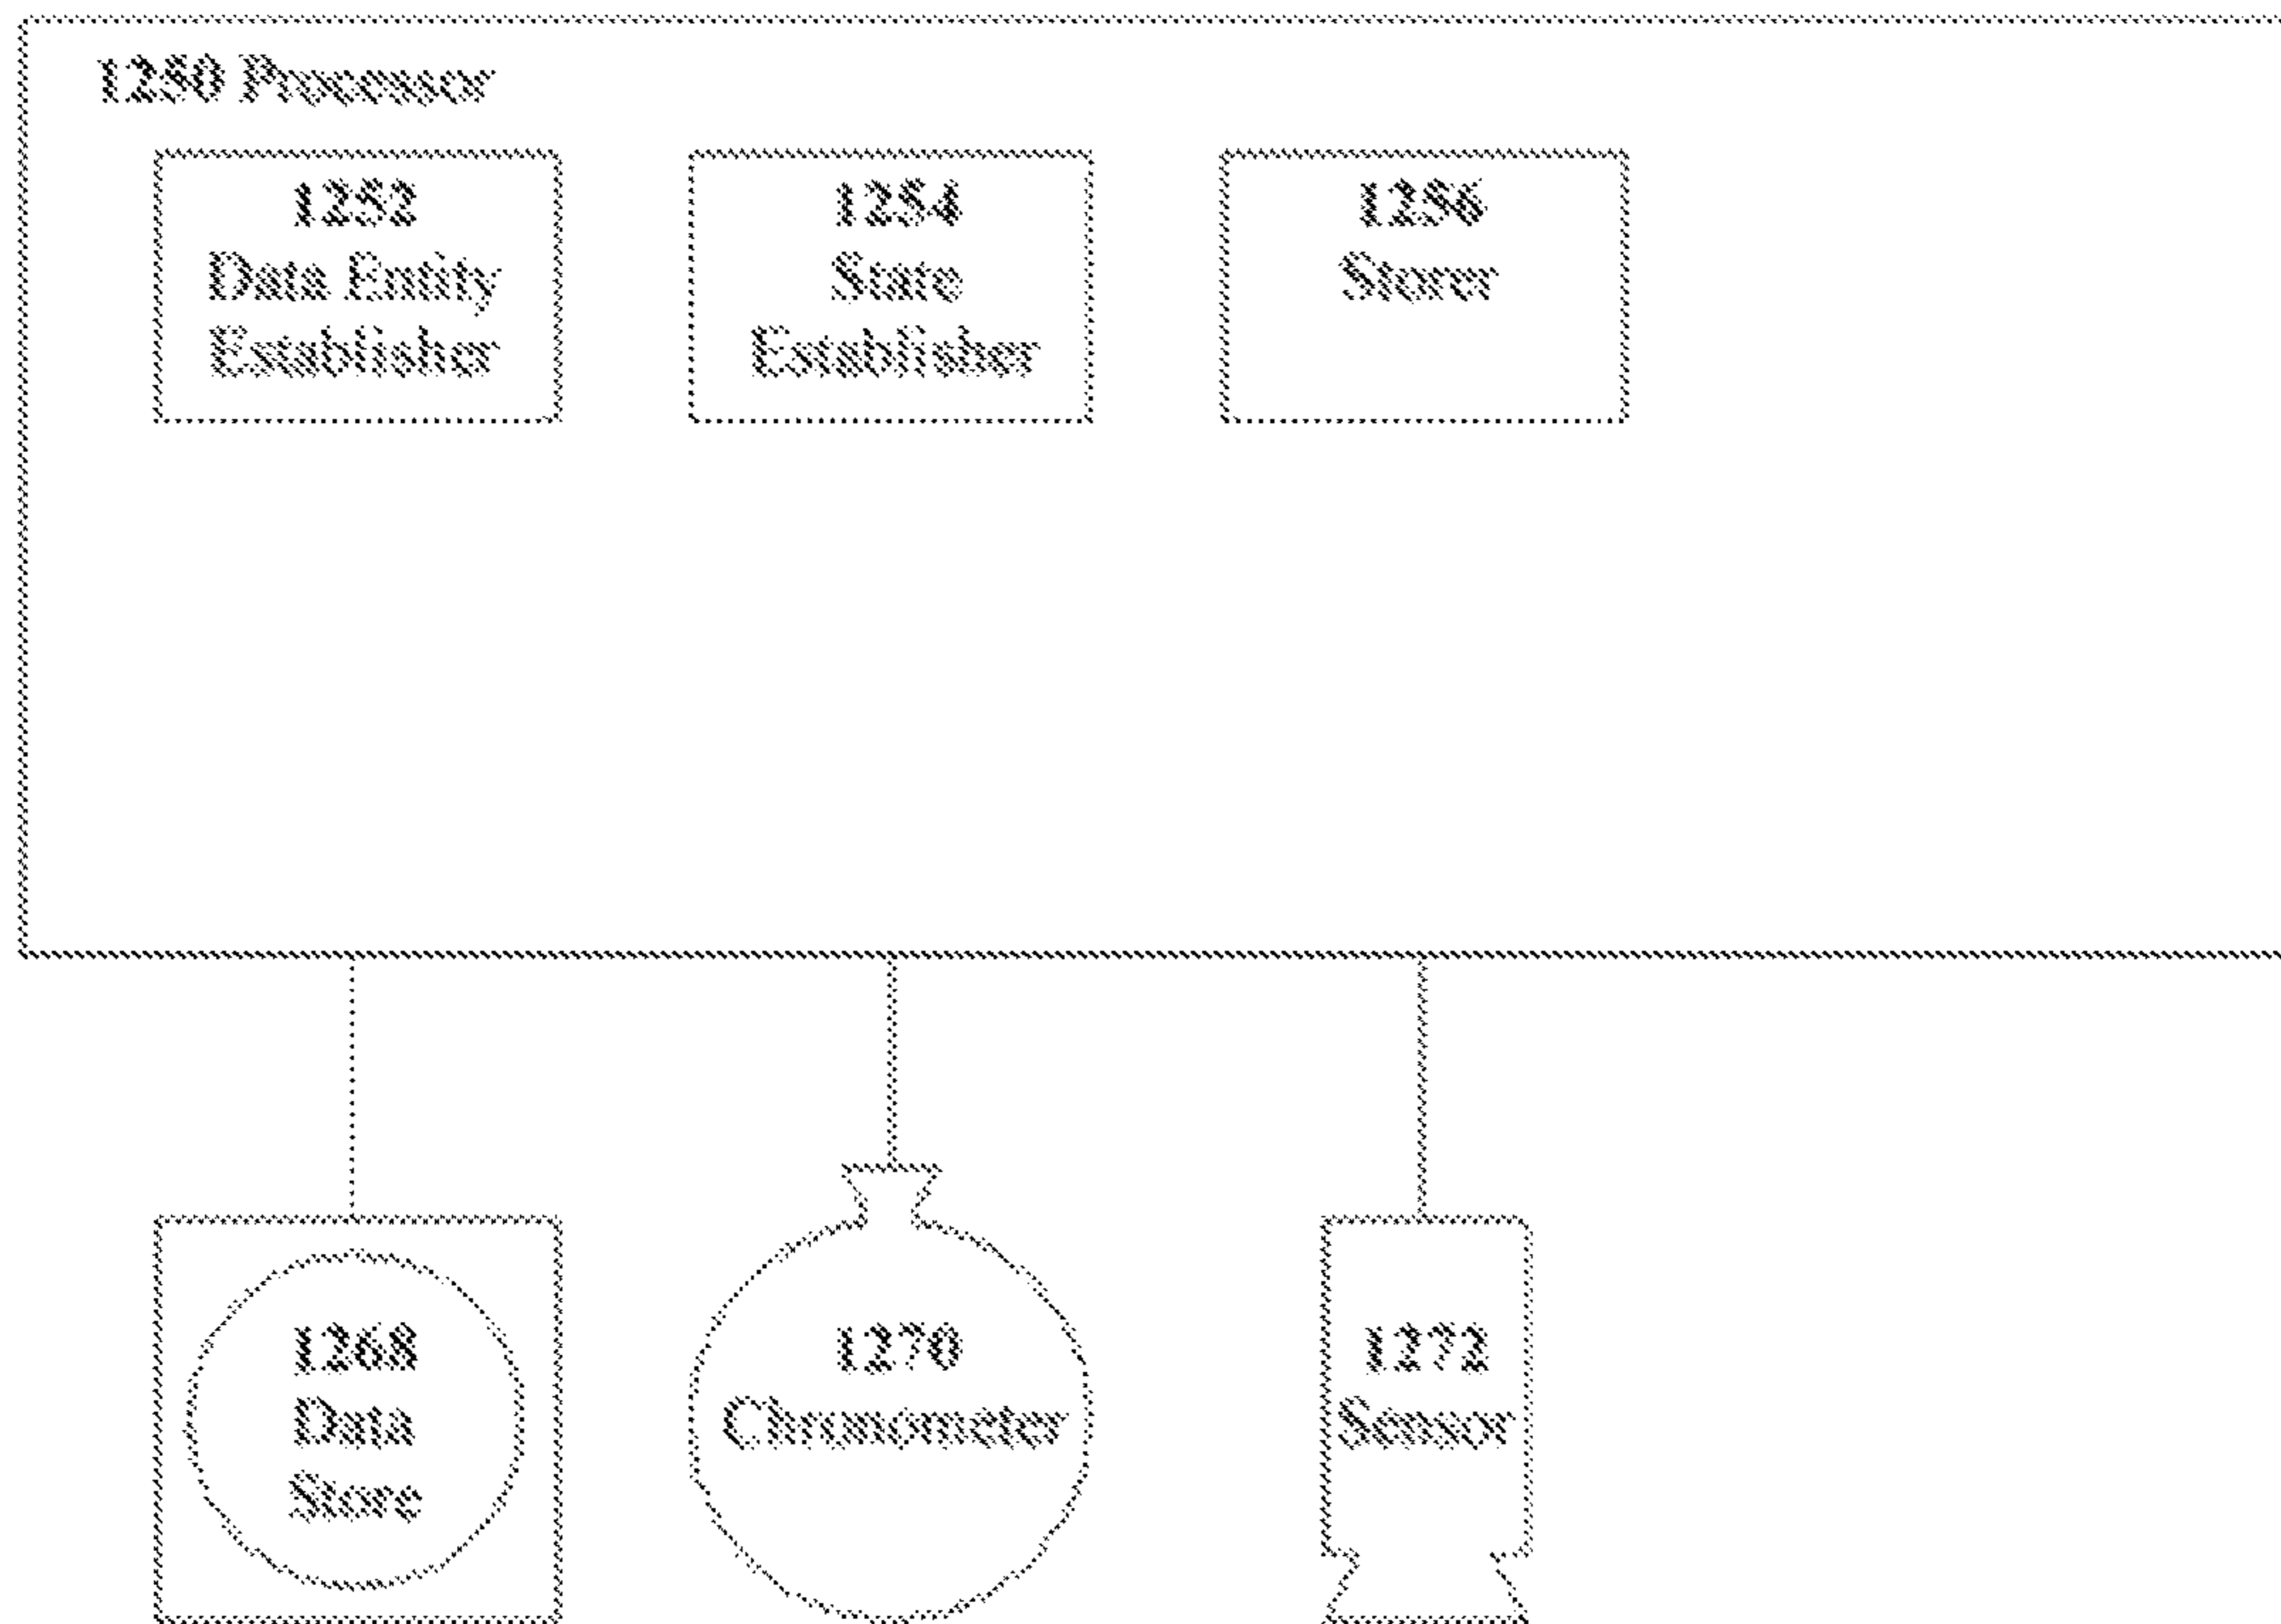 1250 Processor
1252
Data Entity
Establisher
1254
State
Establisher
1256
Storer
1268
Data
Store
1270
Chronometer
1272
Sensor